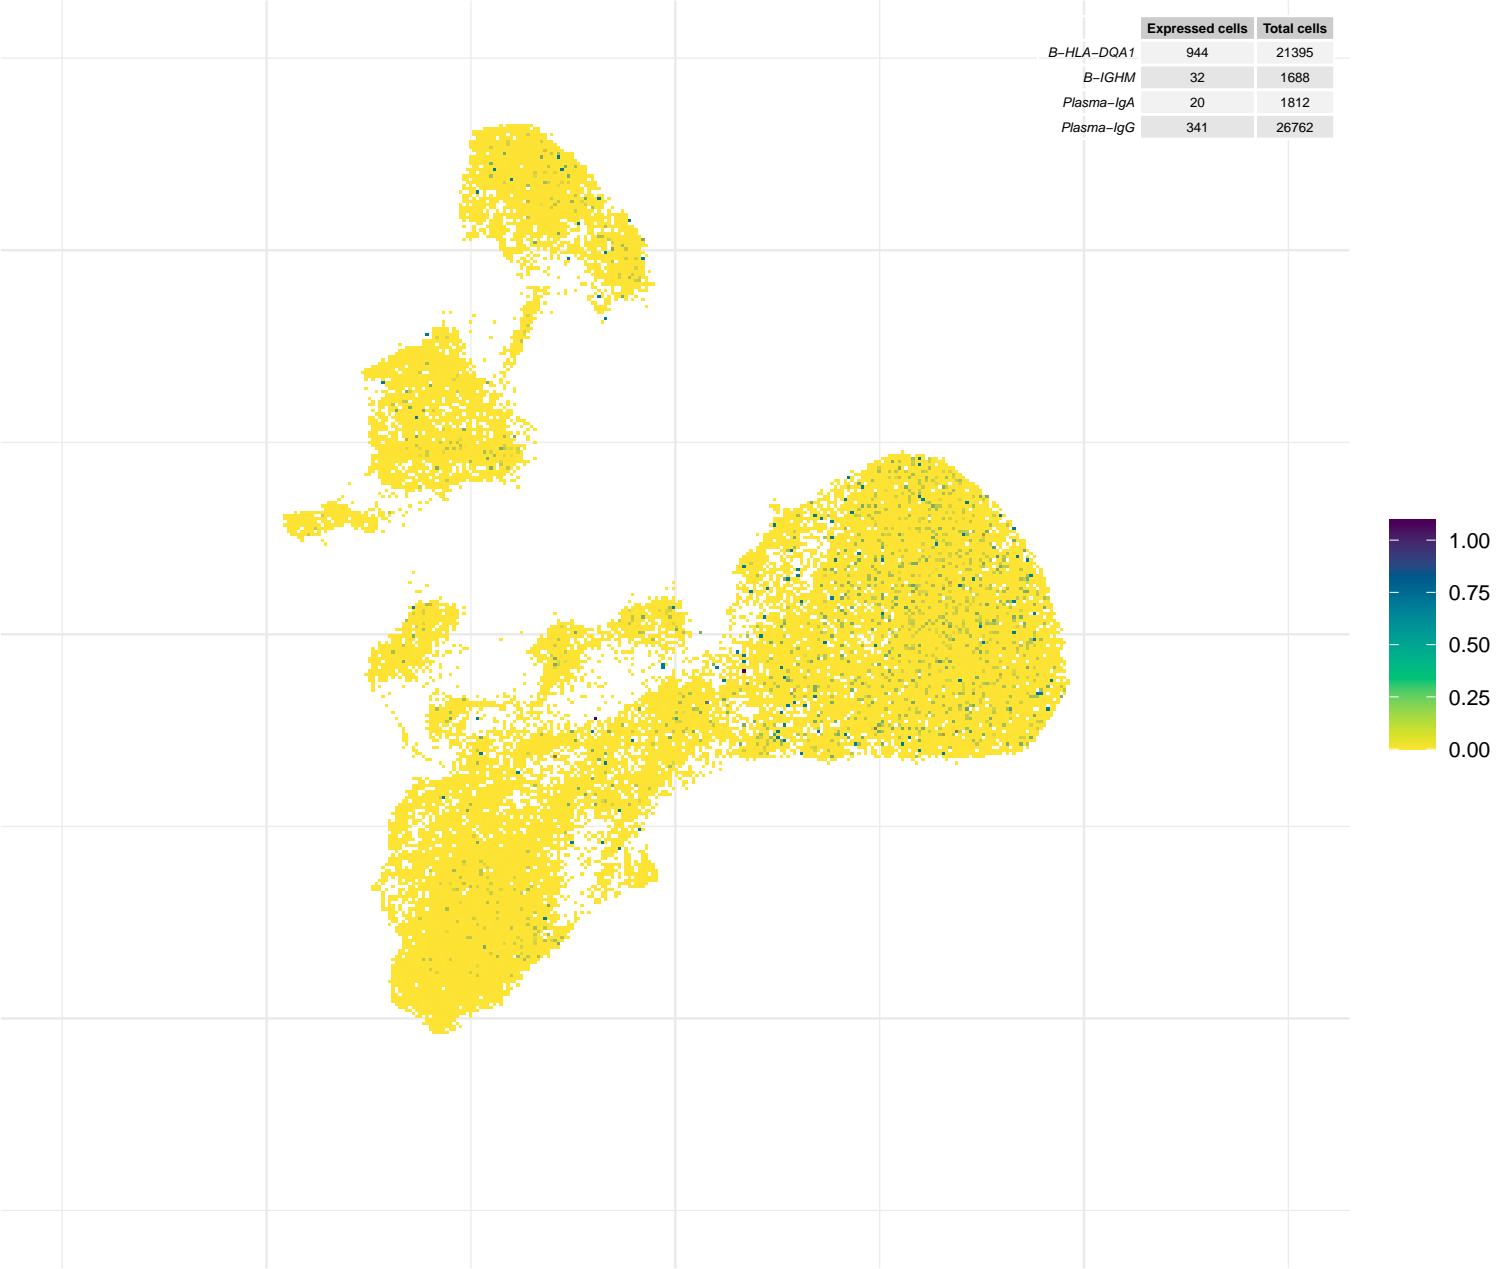 Expressed cells Total cells
B−HLA−DQA1 944 21395
B−IGHM 32 1688
Plasma−IgA 20 1812
Plasma−IgG 341 26762
1.00
0.75
0.50
0.25
0.00